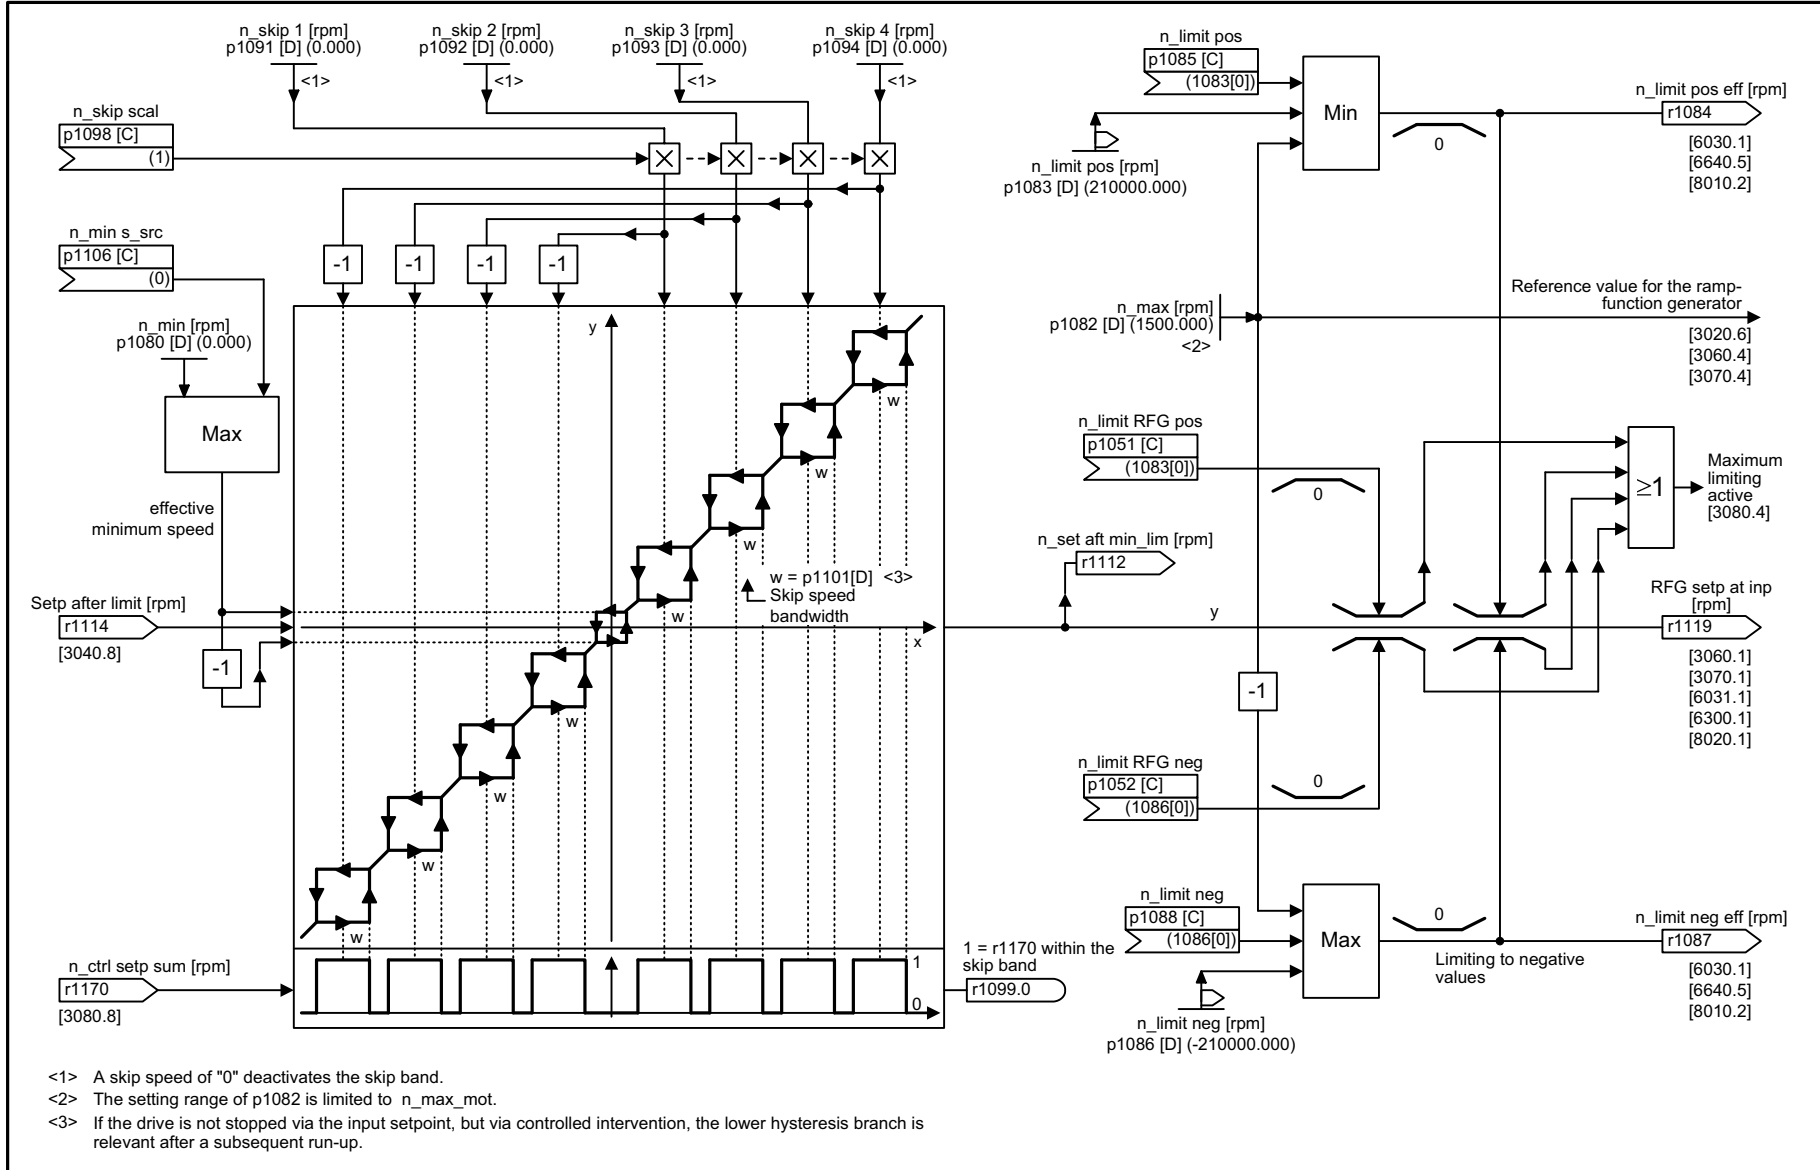 n_skip 1 [rpm]
p1091 [D] (0.000)
<1>
n_skip 2 [rpm]
p1092 [D] (0.000)
<1>
n_skip 3 [rpm]
p1093 [D] (0.000)
<1>
n_skip 4 [rpm]
p1094 [D] (0.000)
<1>
n_skip scal
p1098 [C]
(1)
n_min s_src
p1106 [C]
(0)
n_min [rpm]
p1080 [D] (0.000)
Max
effective
minimum speed
Setp after limit [rpm]
r1114
[3040.8]
-1
-1
-1
-1
-1
y
x
w
w
w
w
w
w
w
w
w = p1101[D] <3>
Skip speed
bandwidth
n_ctrl setp sum [rpm]
r1170
[3080.8]
1
0
1 = r1170 within the
skip band
r1099.0
n_limit pos
p1085 [C]
(1083[0])
n_limit pos [rpm]
p1083 [D] (210000.000)
Min
0
n_limit pos eff [rpm]
r1084
[6030.1]
[6640.5]
[8010.2]
n_max [rpm]
p1082 [D] (1500.000)
<2>
Reference value for the ramp-
function generator
[3020.6]
[3060.4]
[3070.4]
n_limit RFG pos
p1051 [C]
(1083[0])
0
≥1
Maximum
limiting
active
[3080.4]
n_set aft min_lim [rpm]
r1112
y
RFG setp at inp
[rpm]
r1119
[3060.1]
[3070.1]
[6031.1]
[6300.1]
[8020.1]
-1
n_limit RFG neg
p1052 [C]
(1086[0])
0
n_limit neg
p1088 [C]
(1086[0])
n_limit neg [rpm]
p1086 [D] (-210000.000)
Max
0
Limiting to negative
values
n_limit neg eff [rpm]
r1087
[6030.1]
[6640.5]
[8010.2]
<1> A skip speed of "0" deactivates the skip band.
<2> The setting range of p1082 is limited to n_max_mot.
<3> If the drive is not stopped via the input setpoint, but via controlled intervention, the lower hysteresis branch is
relevant after a subsequent run-up.